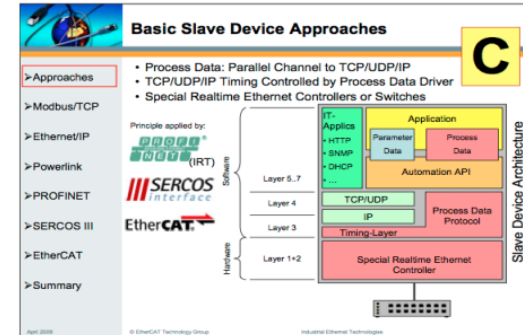 Basic Slave Device Approaches
C
• Process Data: Parallel Channel to TCP/UDP/IP
• TCP/UDP/IP Timing Controlled by Process Data Driver
• Special Realtime Ethernet Controllers or Switches
>Approaches
>Modbus/TCP
>Ethernet/IP
>Powerlink
>PROFINET
>SERCOS III
>EtherCAT
>Summary
Principle applied by:
PROFI
NET (IRT)
SERCOS
interface
EtherCAT
Software
Hardware
Layer 5..7
Layer 4
Layer 3
Layer 1+2
IT-
Applics
• HTTP
• SNMP
• DHCP
• ...
Application
Parameter
Data
Process
Data
Automation API
TCP/UDP
IP
Timing-Layer
Process Data
Protocol
Special Realtime Ethernet
Controller
Slave Device Architecture
April 2009
© EtherCAT Technology Group
Industrial Ethernet Technologies